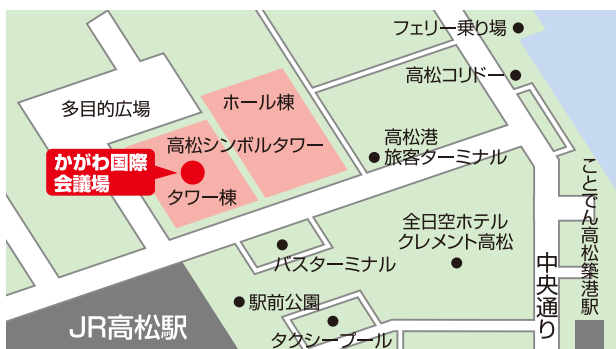 フェリー乗り場
高松コリドー
多目的広場
ホール棟
高松シンボルタワー
高松港
旅客ターミナル
かがわ国際
会議場
タワー棟
全日空ホテル
クレメント高松
ことでん高松築港駅
バスターミナル
中央通り
駅前公園
JR高松駅
タクシープール